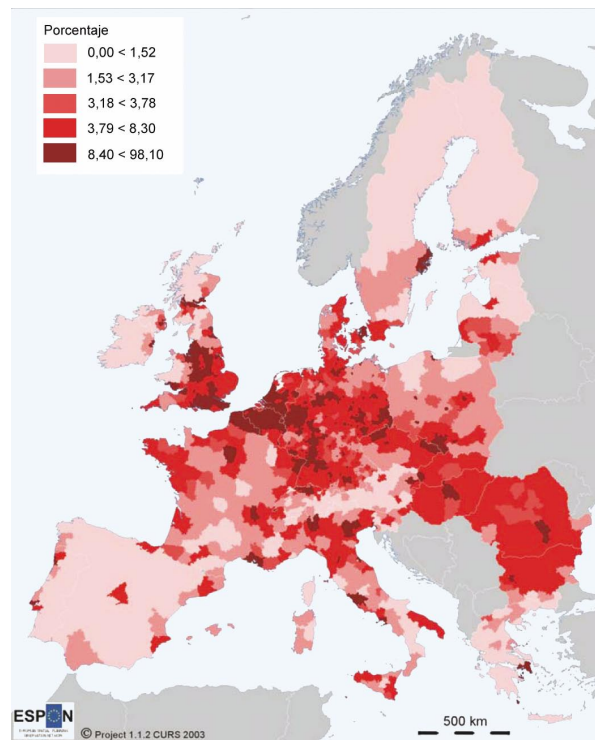 Porcentaje
0,00 < 1,52
1,53 < 3,17
3,18 < 3,78
3,79 < 8,30
8,40 < 98,10
ESPON
© Project 1.1.2 CURS 2003
500 km